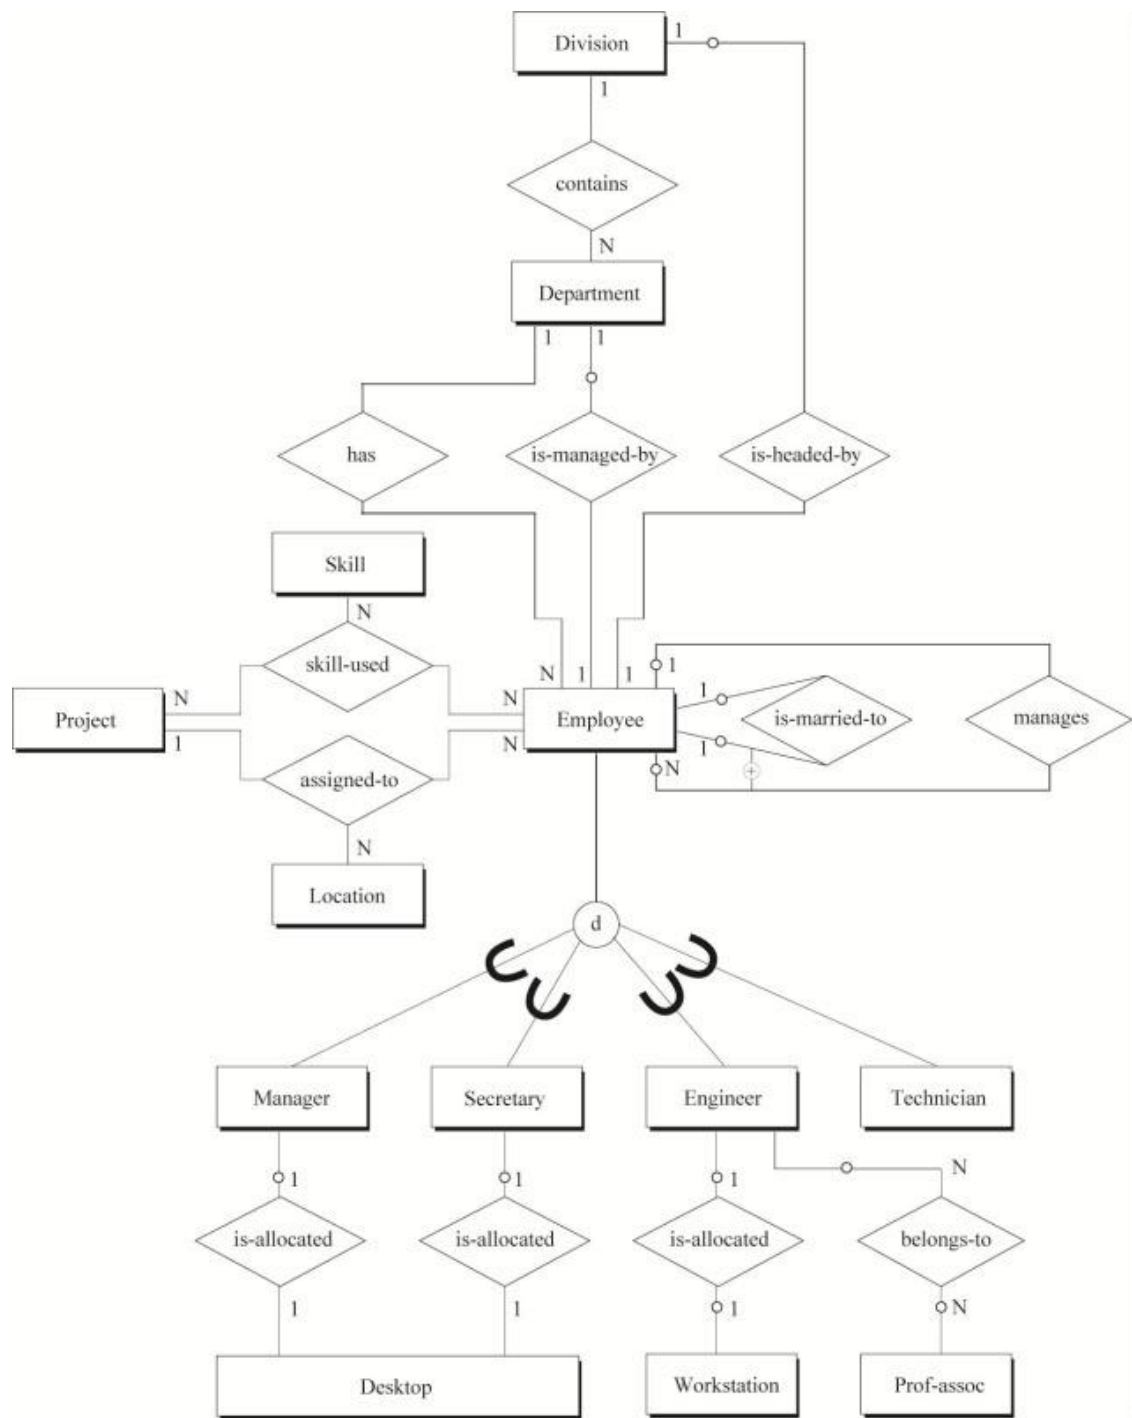 Division
1
1
contains
N
Department
1
1
has
is-managed-by
is-headed-by
Skill
N
skill-used
N
1
1
1
N
N
1
Project
Employee
is-married-to
manages
1
N
1
N
assigned-to
+
N
Location
d
Manager
Secretary
Engineer
Technician
1
1
1
N
is-allocated
is-allocated
is-allocated
belongs-to
1
1
1
N
Desktop
Workstation
Prof-assoc